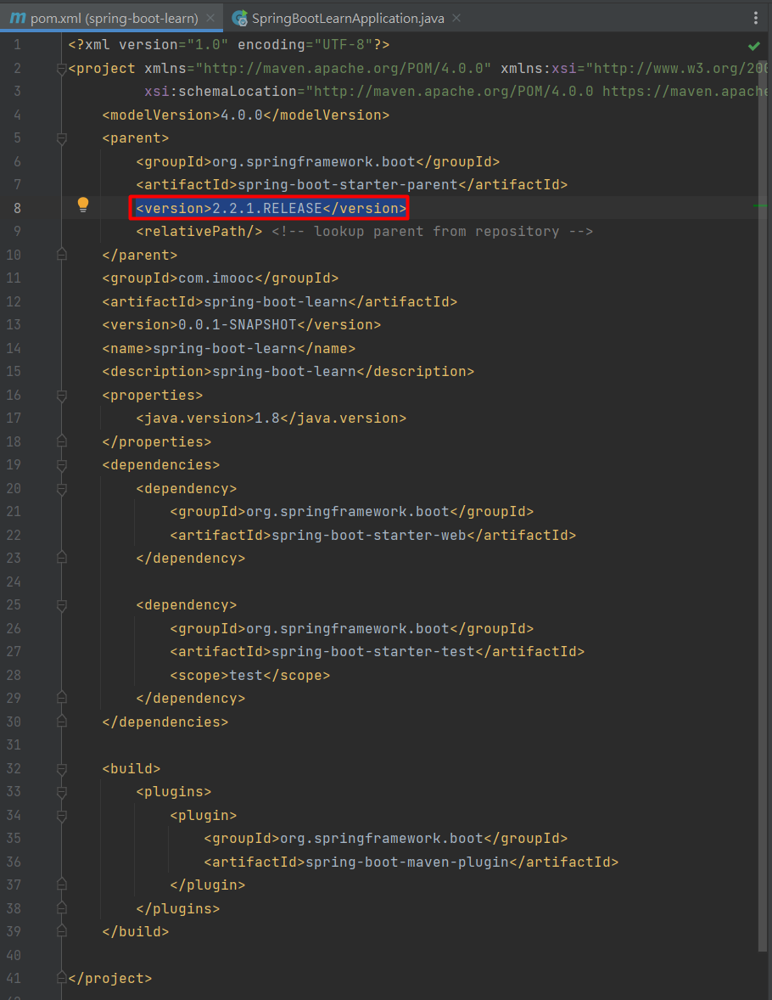 pom.xml (spring-boot-learn) SpringBootLearnApplication.java
1 <?xml version="1.0" encoding="UTF-8"?>
2 <project xmlns="http://maven.apache.org/POM/4.0.0" xmlns:xsi="http://www.w3.org/200
3 xsi:schemaLocation="http://maven.apache.org/POM/4.0.0 https://maven.apache
4 <modelVersion>4.0.0</modelVersion>
5 <parent>
6 <groupId>org.springframework.boot</groupId>
7 <artifactId>spring-boot-starter-parent</artifactId>
8 <version>2.2.1.RELEASE</version>
9 <relativePath/> <!-- lookup parent from repository -->
10 </parent>
11 <groupId>com.imooc</groupId>
12 <artifactId>spring-boot-learn</artifactId>
13 <version>0.0.1-SNAPSHOT</version>
14 <name>spring-boot-learn</name>
15 <description>spring-boot-learn</description>
16 <properties>
17 <java.version>1.8</java.version>
18 </properties>
19 <dependencies>
20 <dependency>
21 <groupId>org.springframework.boot</groupId>
22 <artifactId>spring-boot-starter-web</artifactId>
23 </dependency>
24
25 <dependency>
26 <groupId>org.springframework.boot</groupId>
27 <artifactId>spring-boot-starter-test</artifactId>
28 <scope>test</scope>
29 </dependency>
30 </dependencies>
31
32 <build>
33 <plugins>
34 <plugin>
35 <groupId>org.springframework.boot</groupId>
36 <artifactId>spring-boot-maven-plugin</artifactId>
37 </plugin>
38 </plugins>
39 </build>
40
41 </project>